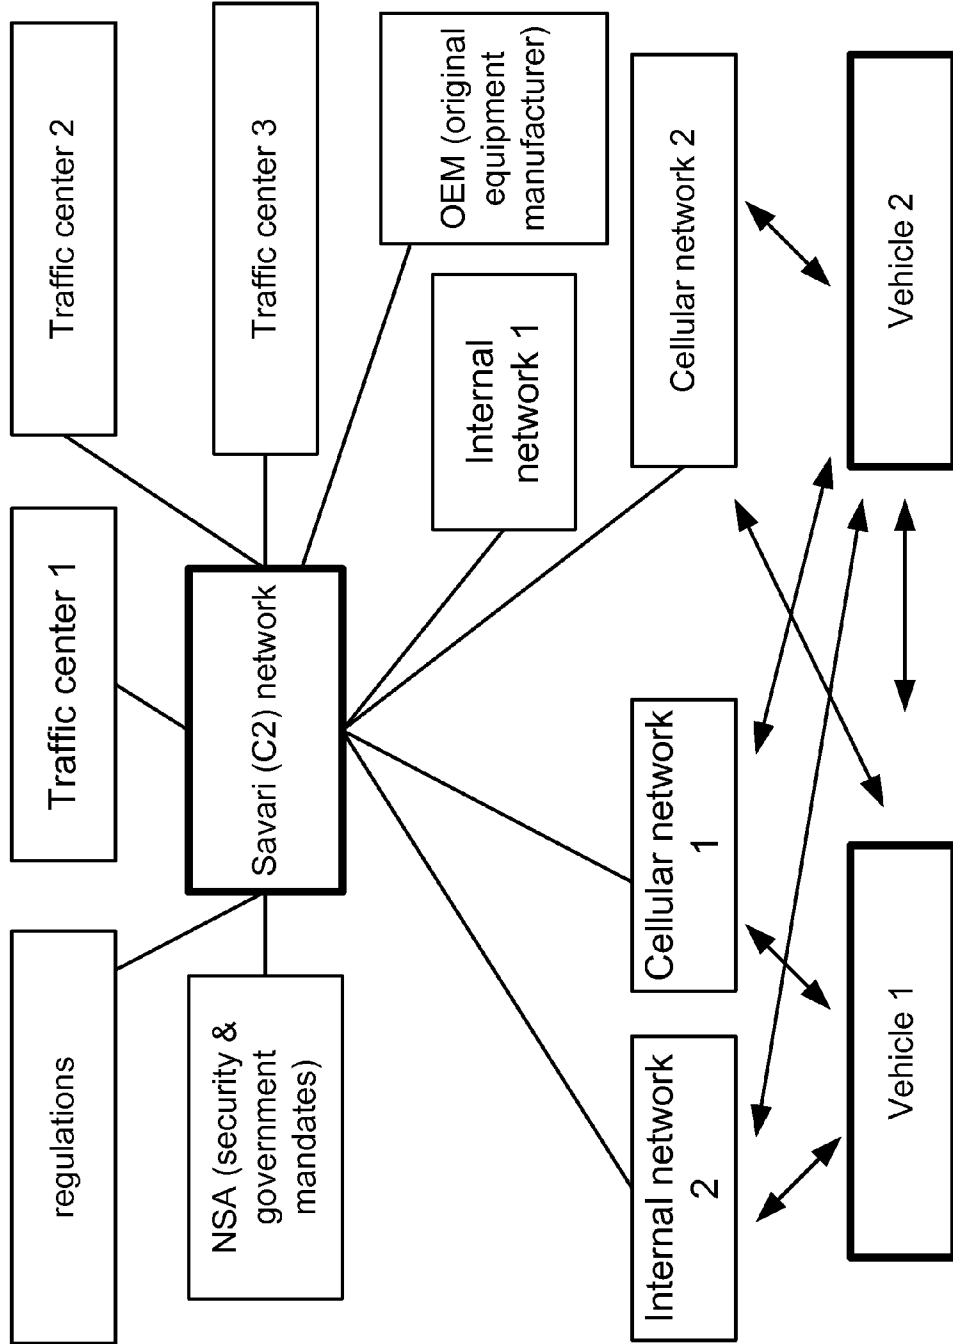 regulations
Traffic center 1
Traffic center 2
NSA (security &
government
mandates)
Savari (C2) network
Traffic center 3
OEM (original
equipment
manufacturer)
Internal
network 1
Internal network
2
Cellular network
1
Cellular network 2
Vehicle 1
Vehicle 2